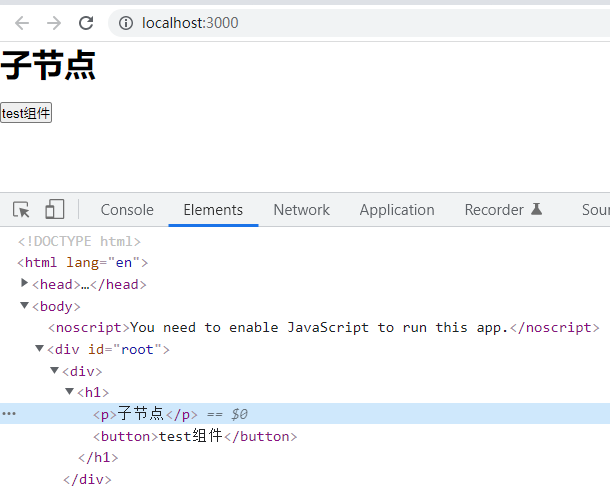 localhost:3000
子节点
test组件
Console Elements Network Application Recorder Sour
<!DOCTYPE html>
<html lang="en">
<head>…</head>
<body>
<noscript>You need to enable JavaScript to run this app.</noscript>
<div id="root">
<div>
<h1>
<p>子节点</p> == $0
<button>test组件</button>
</h1>
</div>